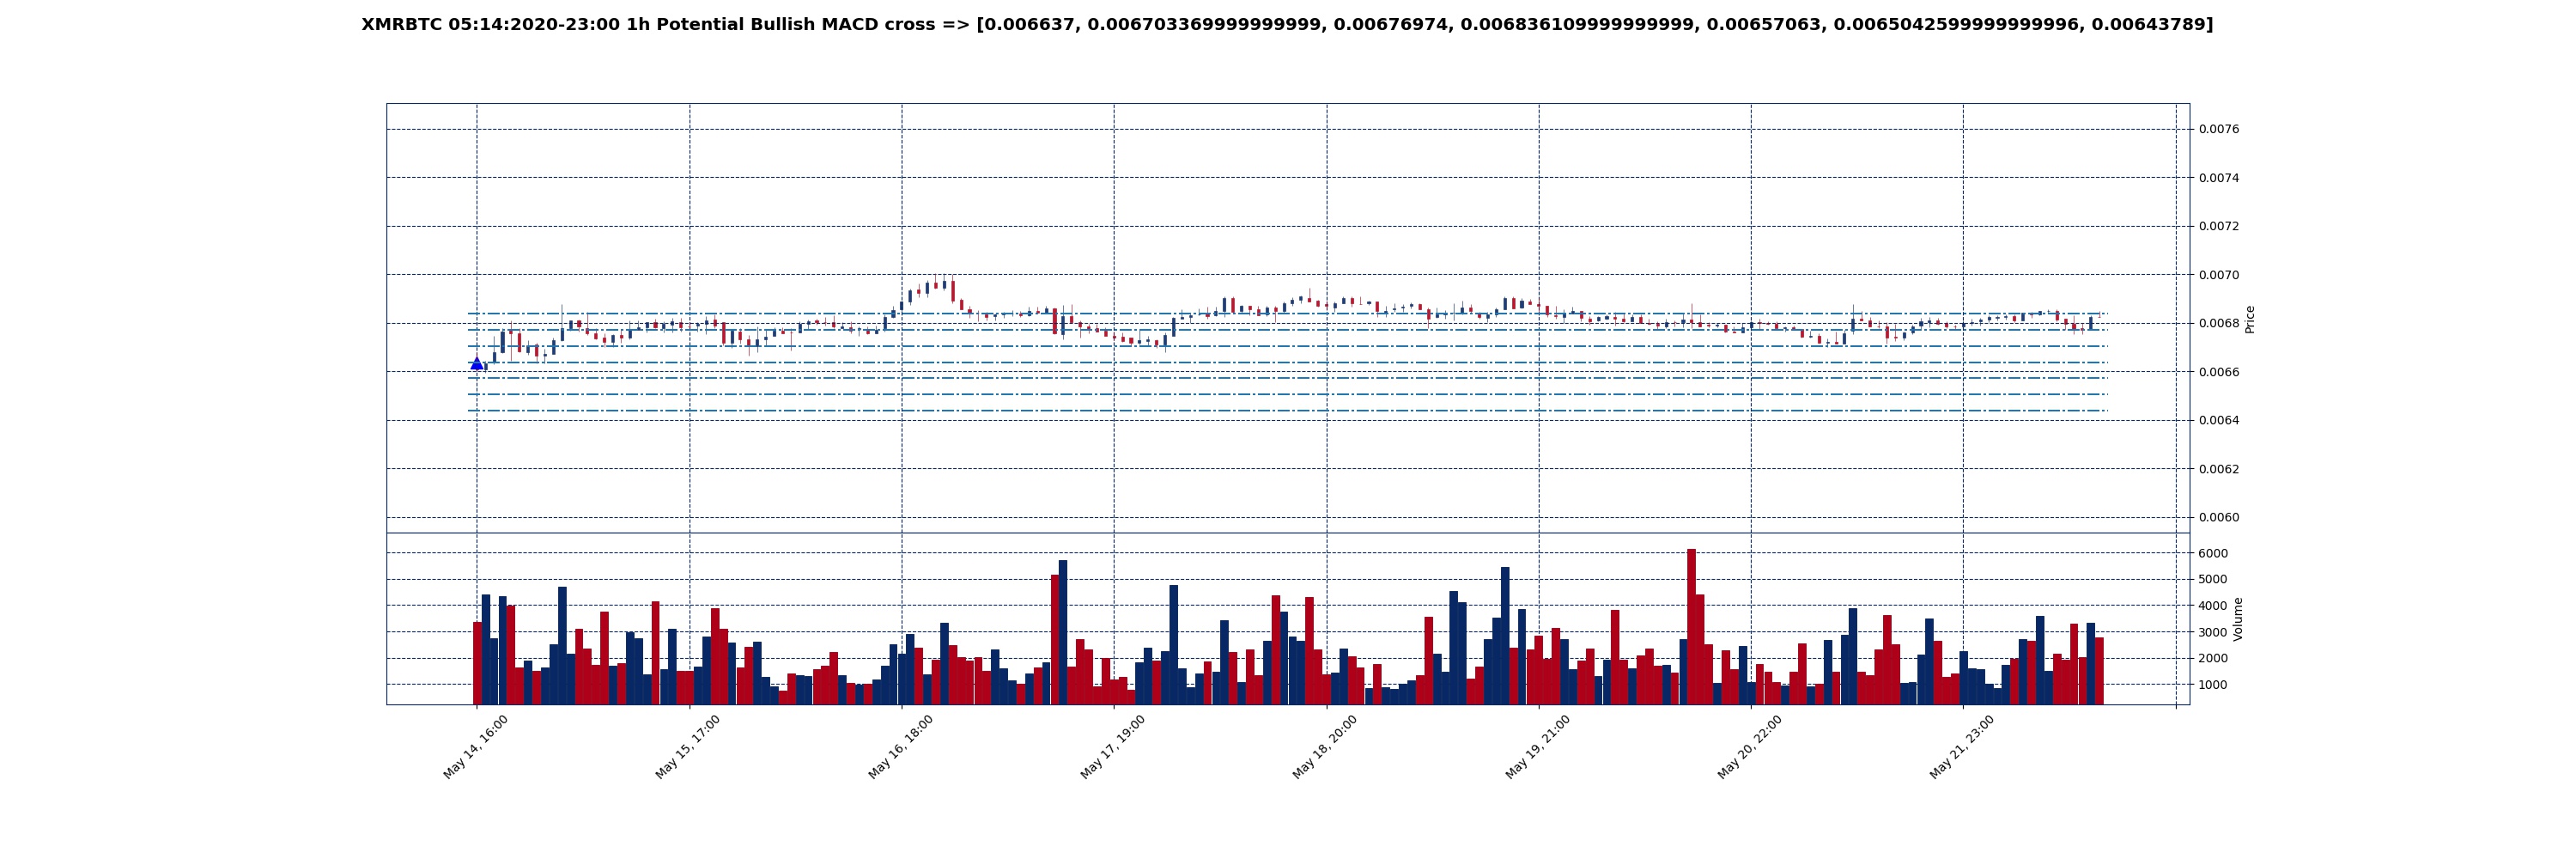 XMRBTC 05:14:2020-23:00 1h Potential Bullish MACD cross => [0.006637, 0.006703369999999999, 0.00676974, 0.006836109999999999, 0.00657063, 0.0065042599999999996, 0.00643789]
0.0076
0.0074
0.0072
0.0070
0.0068
0.0066
0.0064
0.0062
0.0060
Price
6000
5000
4000
3000
2000
1000
Volume
May 14, 16:00
May 15, 17:00
May 16, 18:00
May 17, 19:00
May 18, 20:00
May 19, 21:00
May 20, 22:00
May 21, 23:00